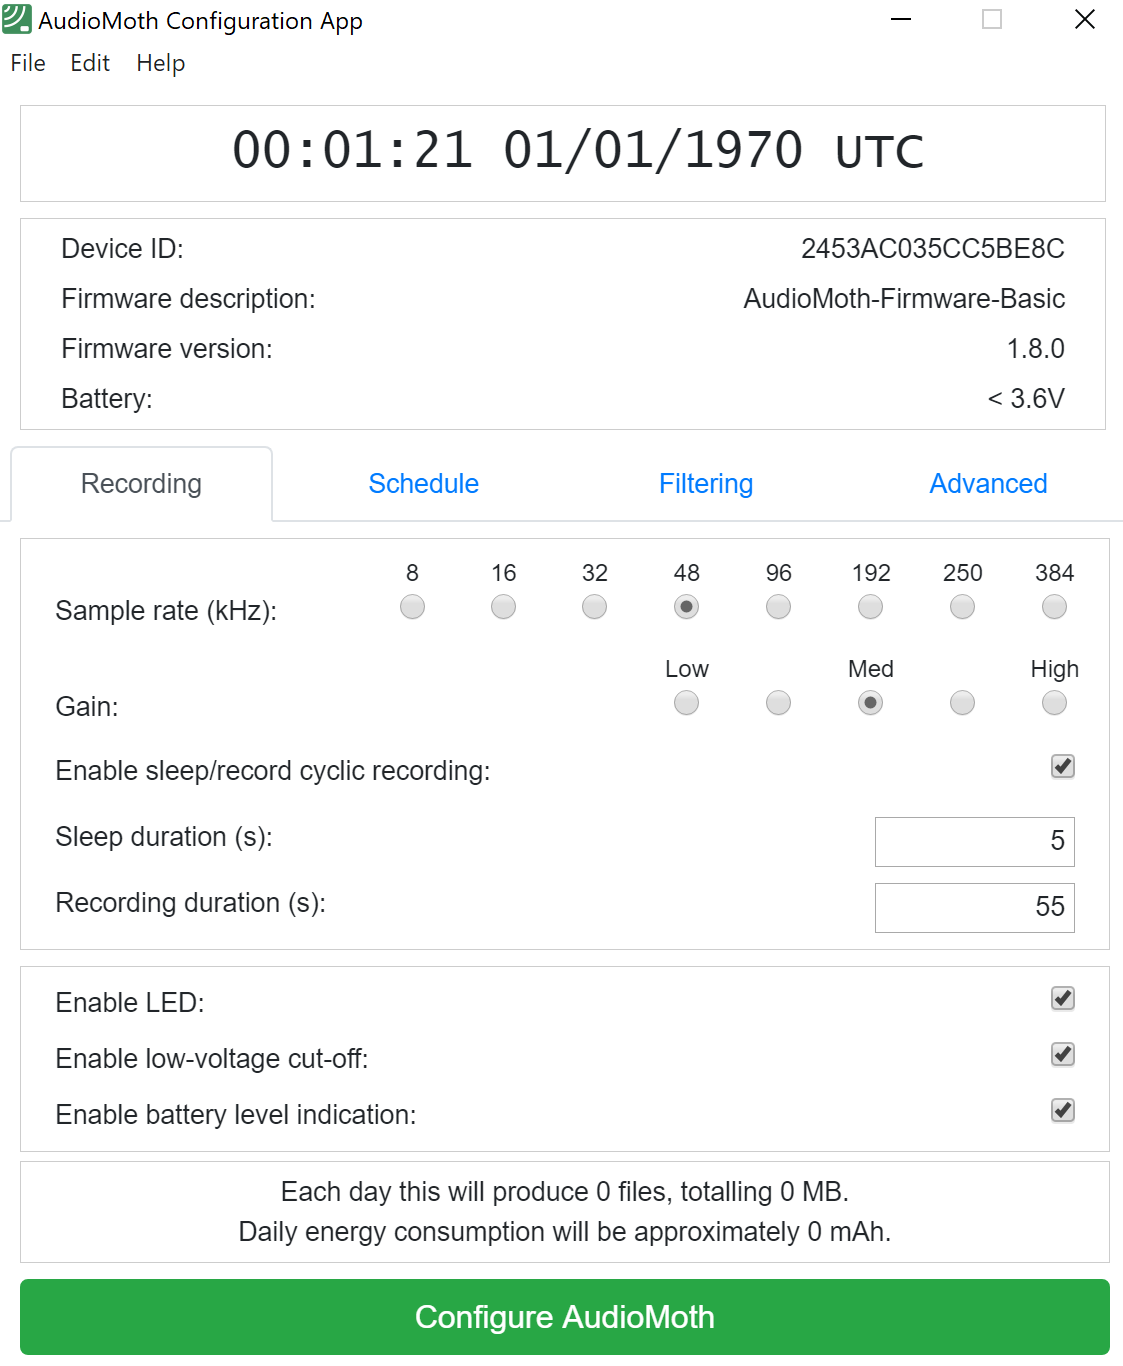 AudioMoth Configuration App
File Edit Help
00:01:21 01/01/1970 UTC
Device ID: 2453AC035CC5BE8C
Firmware description: AudioMoth-Firmware-Basic
Firmware version: 1.8.0
Battery: < 3.6V
Recording Schedule Filtering Advanced
8 16 32 48 96 192 250 384
Sample rate (kHz):
Low Med High
Gain:
Enable sleep/record cyclic recording:
Sleep duration (s): 5
Recording duration (s): 55
Enable LED:
Enable low-voltage cut-off:
Enable battery level indication:
Each day this will produce 0 files, totalling 0 MB.
Daily energy consumption will be approximately 0 mAh.
Configure AudioMoth